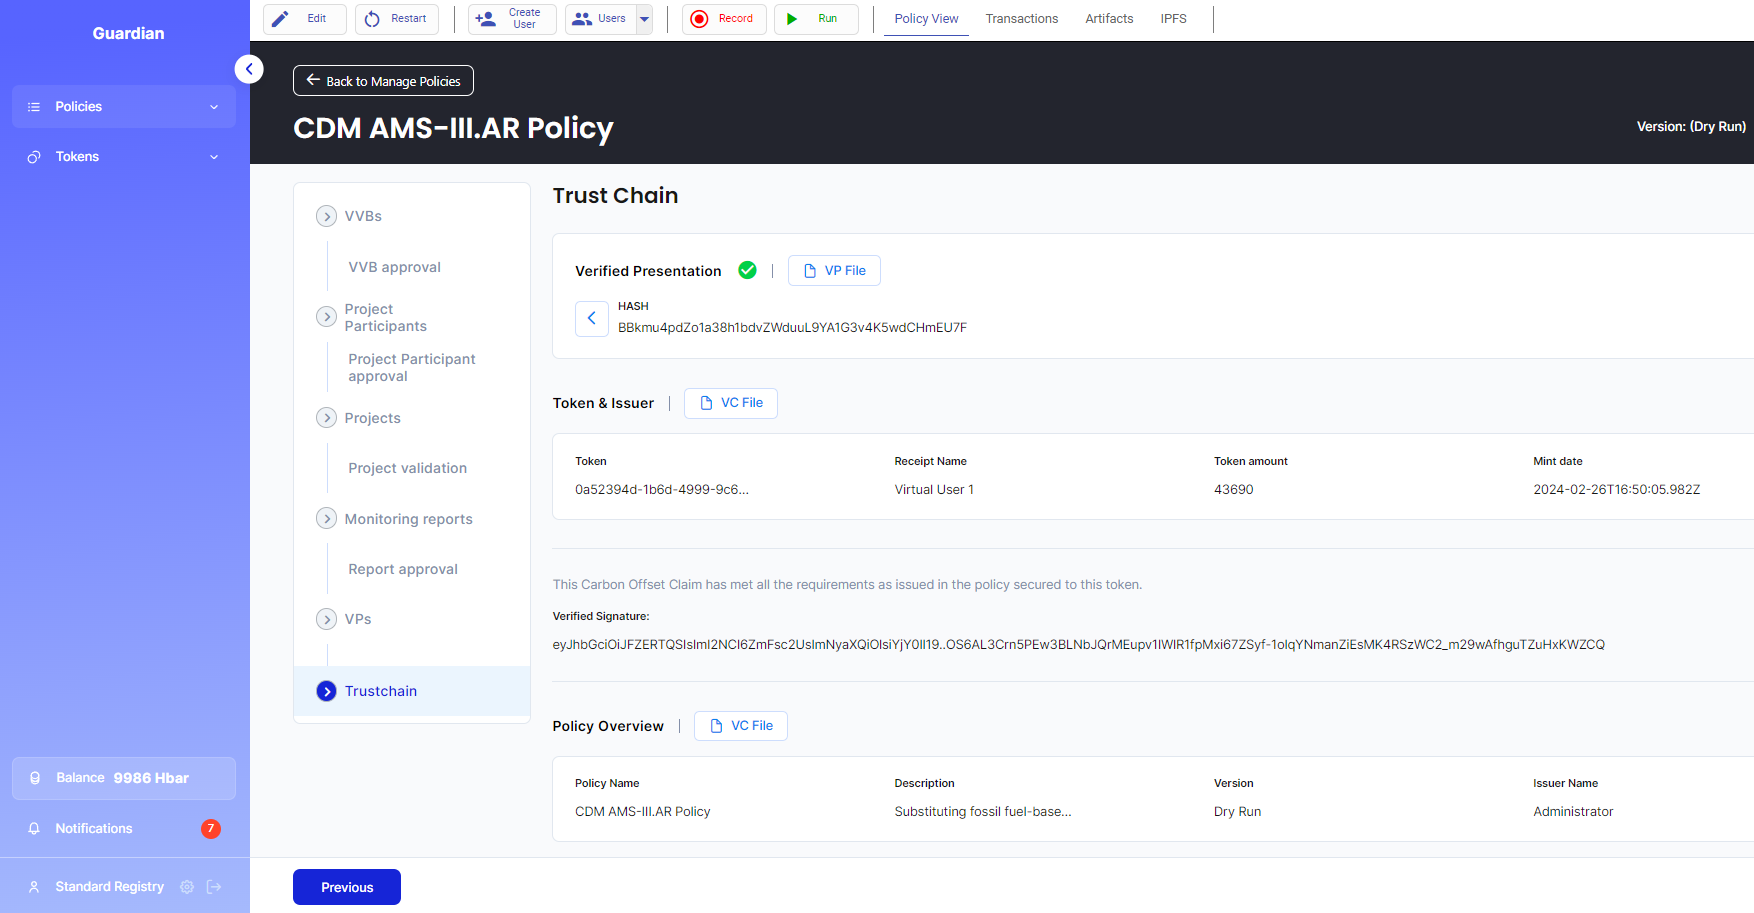 Guardian
Policies
Tokens
Balance 9986 Hbar
Notifications 7
Standard Registry
Edit
Restart
Create
User
Users
Record
Run
Policy View
Transactions
Artifacts
IPFS
Back to Manage Policies
CDM AMS-III.AR Policy
Version: (Dry Run)
VVBs
VVB approval
Project
Participants
Project Participant
approval
Projects
Project validation
Monitoring reports
Report approval
VPs
Trustchain
Trust Chain
Verified Presentation
VP File
HASH
BBkmu4pdZo1a38h1bdvZWduuL9YA1G3v4K5wdCHmEU7F
Token & Issuer
VC File
Token
Receipt Name
Token amount
Mint date
0a52394d-1b6d-4999-9c6...
Virtual User 1
43690
2024-02-26T16:50:05.982Z
This Carbon Offset Claim has met all the requirements as issued in the policy secured to this token.
Verified Signature:
eyJhbGciOiJFZERTQSIsImI2NCI6ZmFsc2UsImNyaXQiOlsiYjY0Il19..OS6AL3Crn5PEw3BLNbJQrMEupv1IWIR1fpMxi67ZSyf-1oIqYNmanZiEsMK4RSzWC2_m29wAfhguTZuHxKWZCQ
Policy Overview
VC File
Policy Name
Description
Version
Issuer Name
CDM AMS-III.AR Policy
Substituting fossil fuel-base...
Dry Run
Administrator
Previous